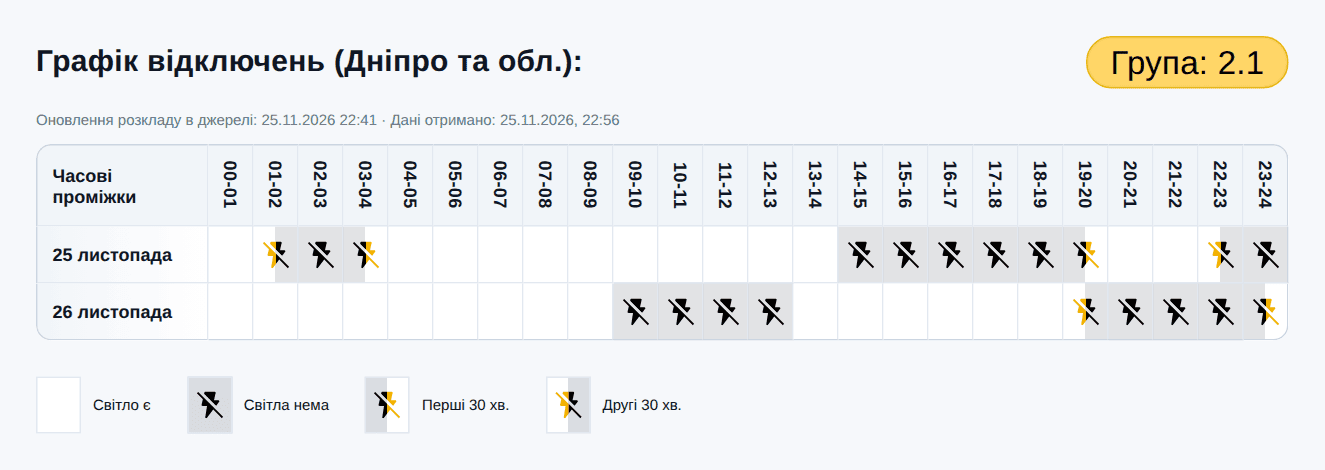 Графік відключень (Дніпро та обл.):
Група: 2.1
Оновлення розкладу в джерелі: 25.11.2026 22:41 · Дані отримано: 25.11.2026, 22:56
Часові
проміжки
00-01 01-02 02-03 03-04 04-05 05-06 06-07 07-08 08-09 09-10 10-11 11-12 12-13 13-14 14-15 15-16 16-17 17-18 18-19 19-20 20-21 21-22 22-23 23-24
25 листопада
26 листопада
Світло є
Світла нема
Перші 30 хв.
Другі 30 хв.